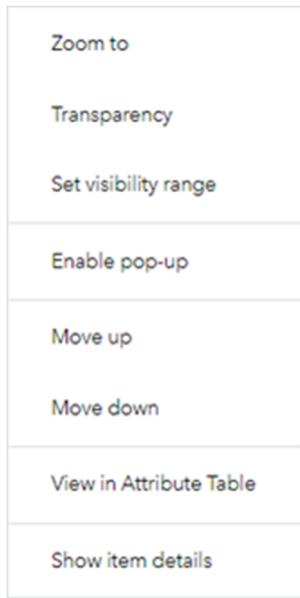 Zoom to
Transparency
Set visibility range
Enable pop-up
Move up
Move down
View in Attribute Table
Show item details